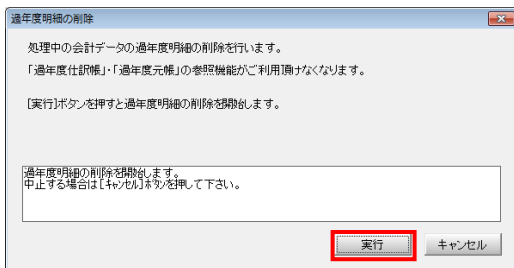 過年度明細の削除
処理中の会計データの過年度明細の削除を行います。
「過年度仕訳帳」・「過年度元帳」の参照機能がご利用頂けなくなります。
[実行]ボタンを押すと過年度明細の削除を開始します。
過年度明細の削除を開始します。
中止する場合は[ｷｬﾝｾﾙ]ﾎﾞﾀﾝを押して下さい。
実行
キャンセル